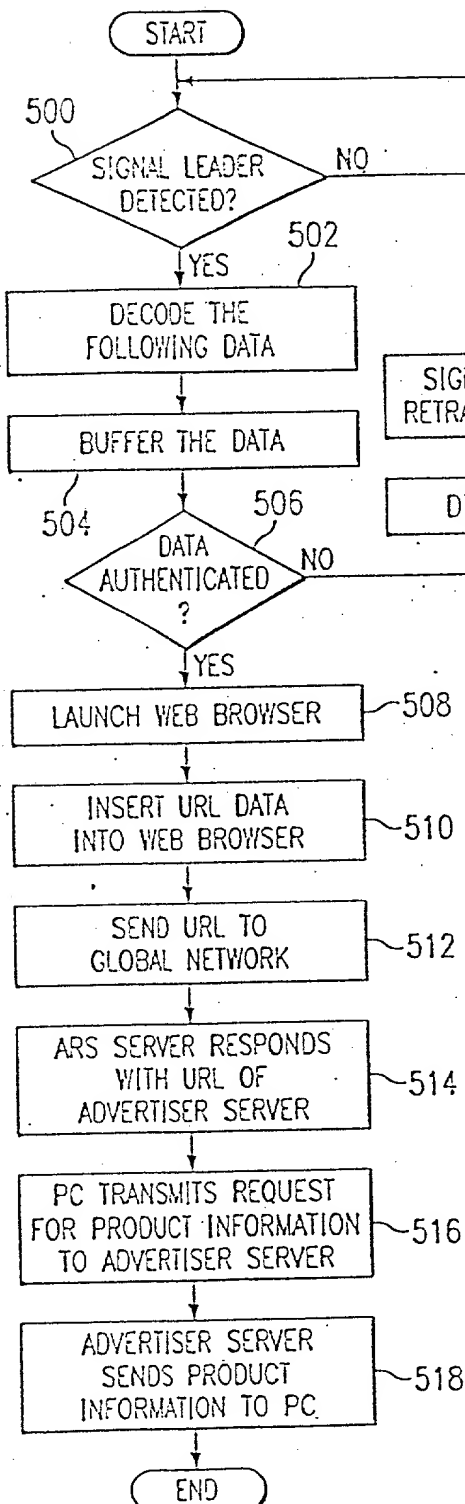 START
500
SIGNAL LEADER
DETECTED?
NO
YES
502
DECODE THE
FOLLOWING DATA
BUFFER THE DATA
504
506
DATA
AUTHENTICATED
?
NO
YES
LAUNCH WEB BROWSER
508
INSERT URL DATA
INTO WEB BROWSER
510
SEND URL TO
GLOBAL NETWORK
512
ARS SERVER RESPONDS
WITH URL OF
ADVERTISER SERVER
514
PC TRANSMITS REQUEST
FOR PRODUCT INFORMATION
TO ADVERTISER SERVER
516
ADVERTISER SERVER
SENDS PRODUCT
INFORMATION TO PC
518
END